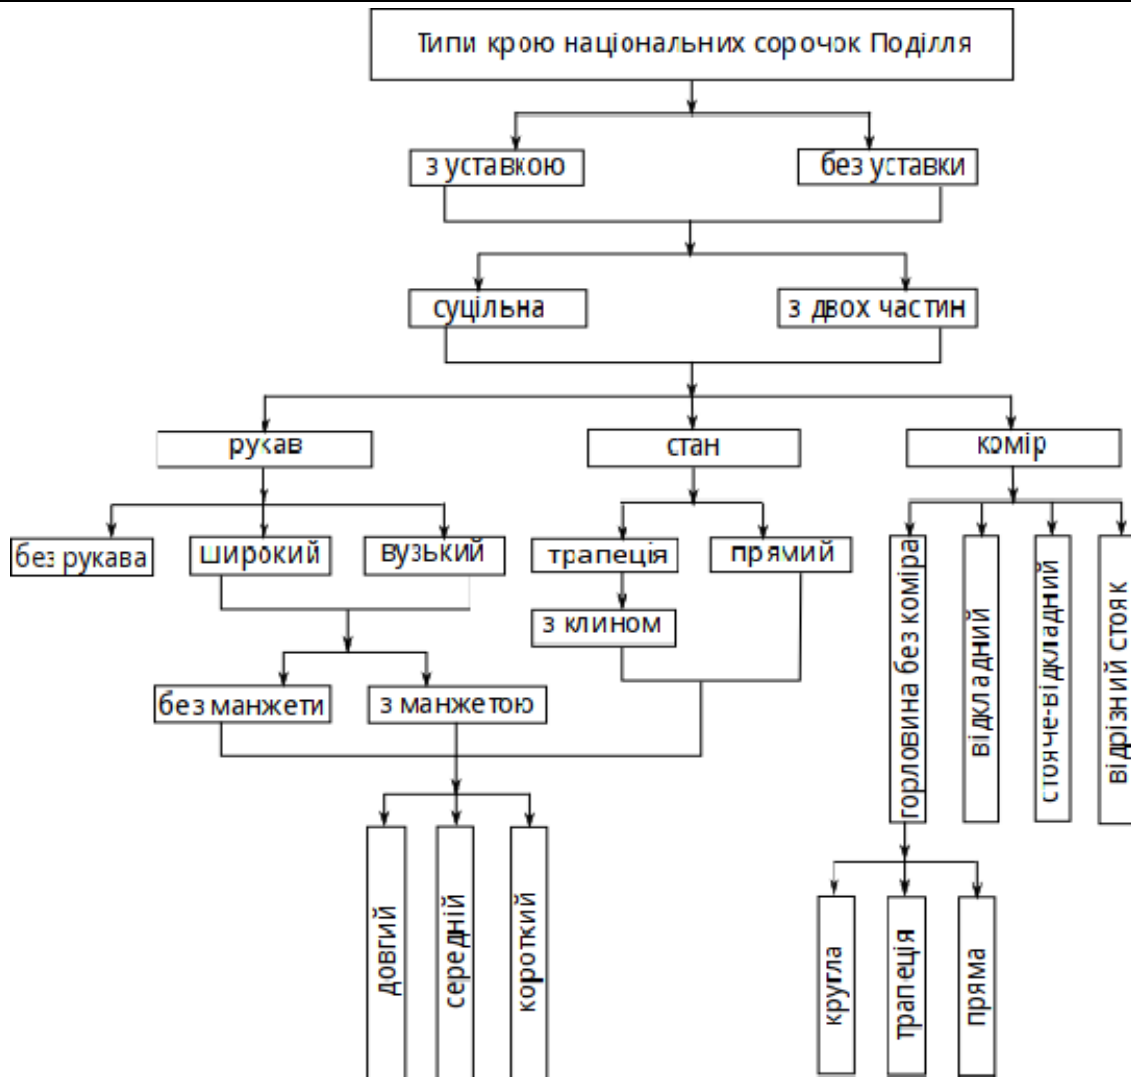 Типи крою національних сорочок Поділля
з уставкою
без уставки
суцільна
з двох частин
рукав
стан
комір
без рукава
широкий
вузький
трапеція
прямий
з клином
без манжети
з манжетою
горловина без коміра
відкладний
стояче-відкладний
відрізний стояк
довгий
середній
короткий
кругла
трапеція
пряма